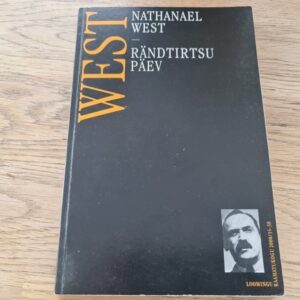 WEST
NATHANAEL
WEST
—
RÄNDTIRTSU
PÄEV
LOOMINGU
RAAMATUKOGU